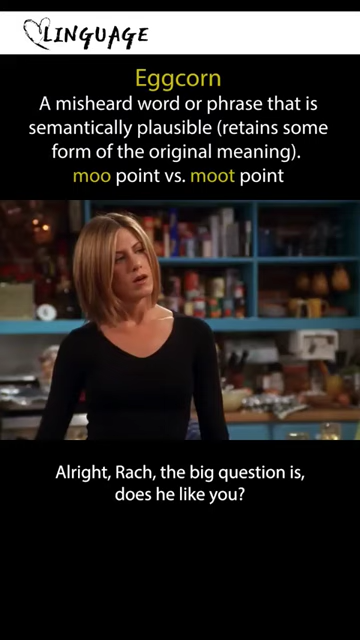 LINGUAGE
Eggcorn
A misheard word or phrase that is
semantically plausible (retains some
form of the original meaning).
moo point vs. moot point
Alright, Rach, the big question is,
does he like you?